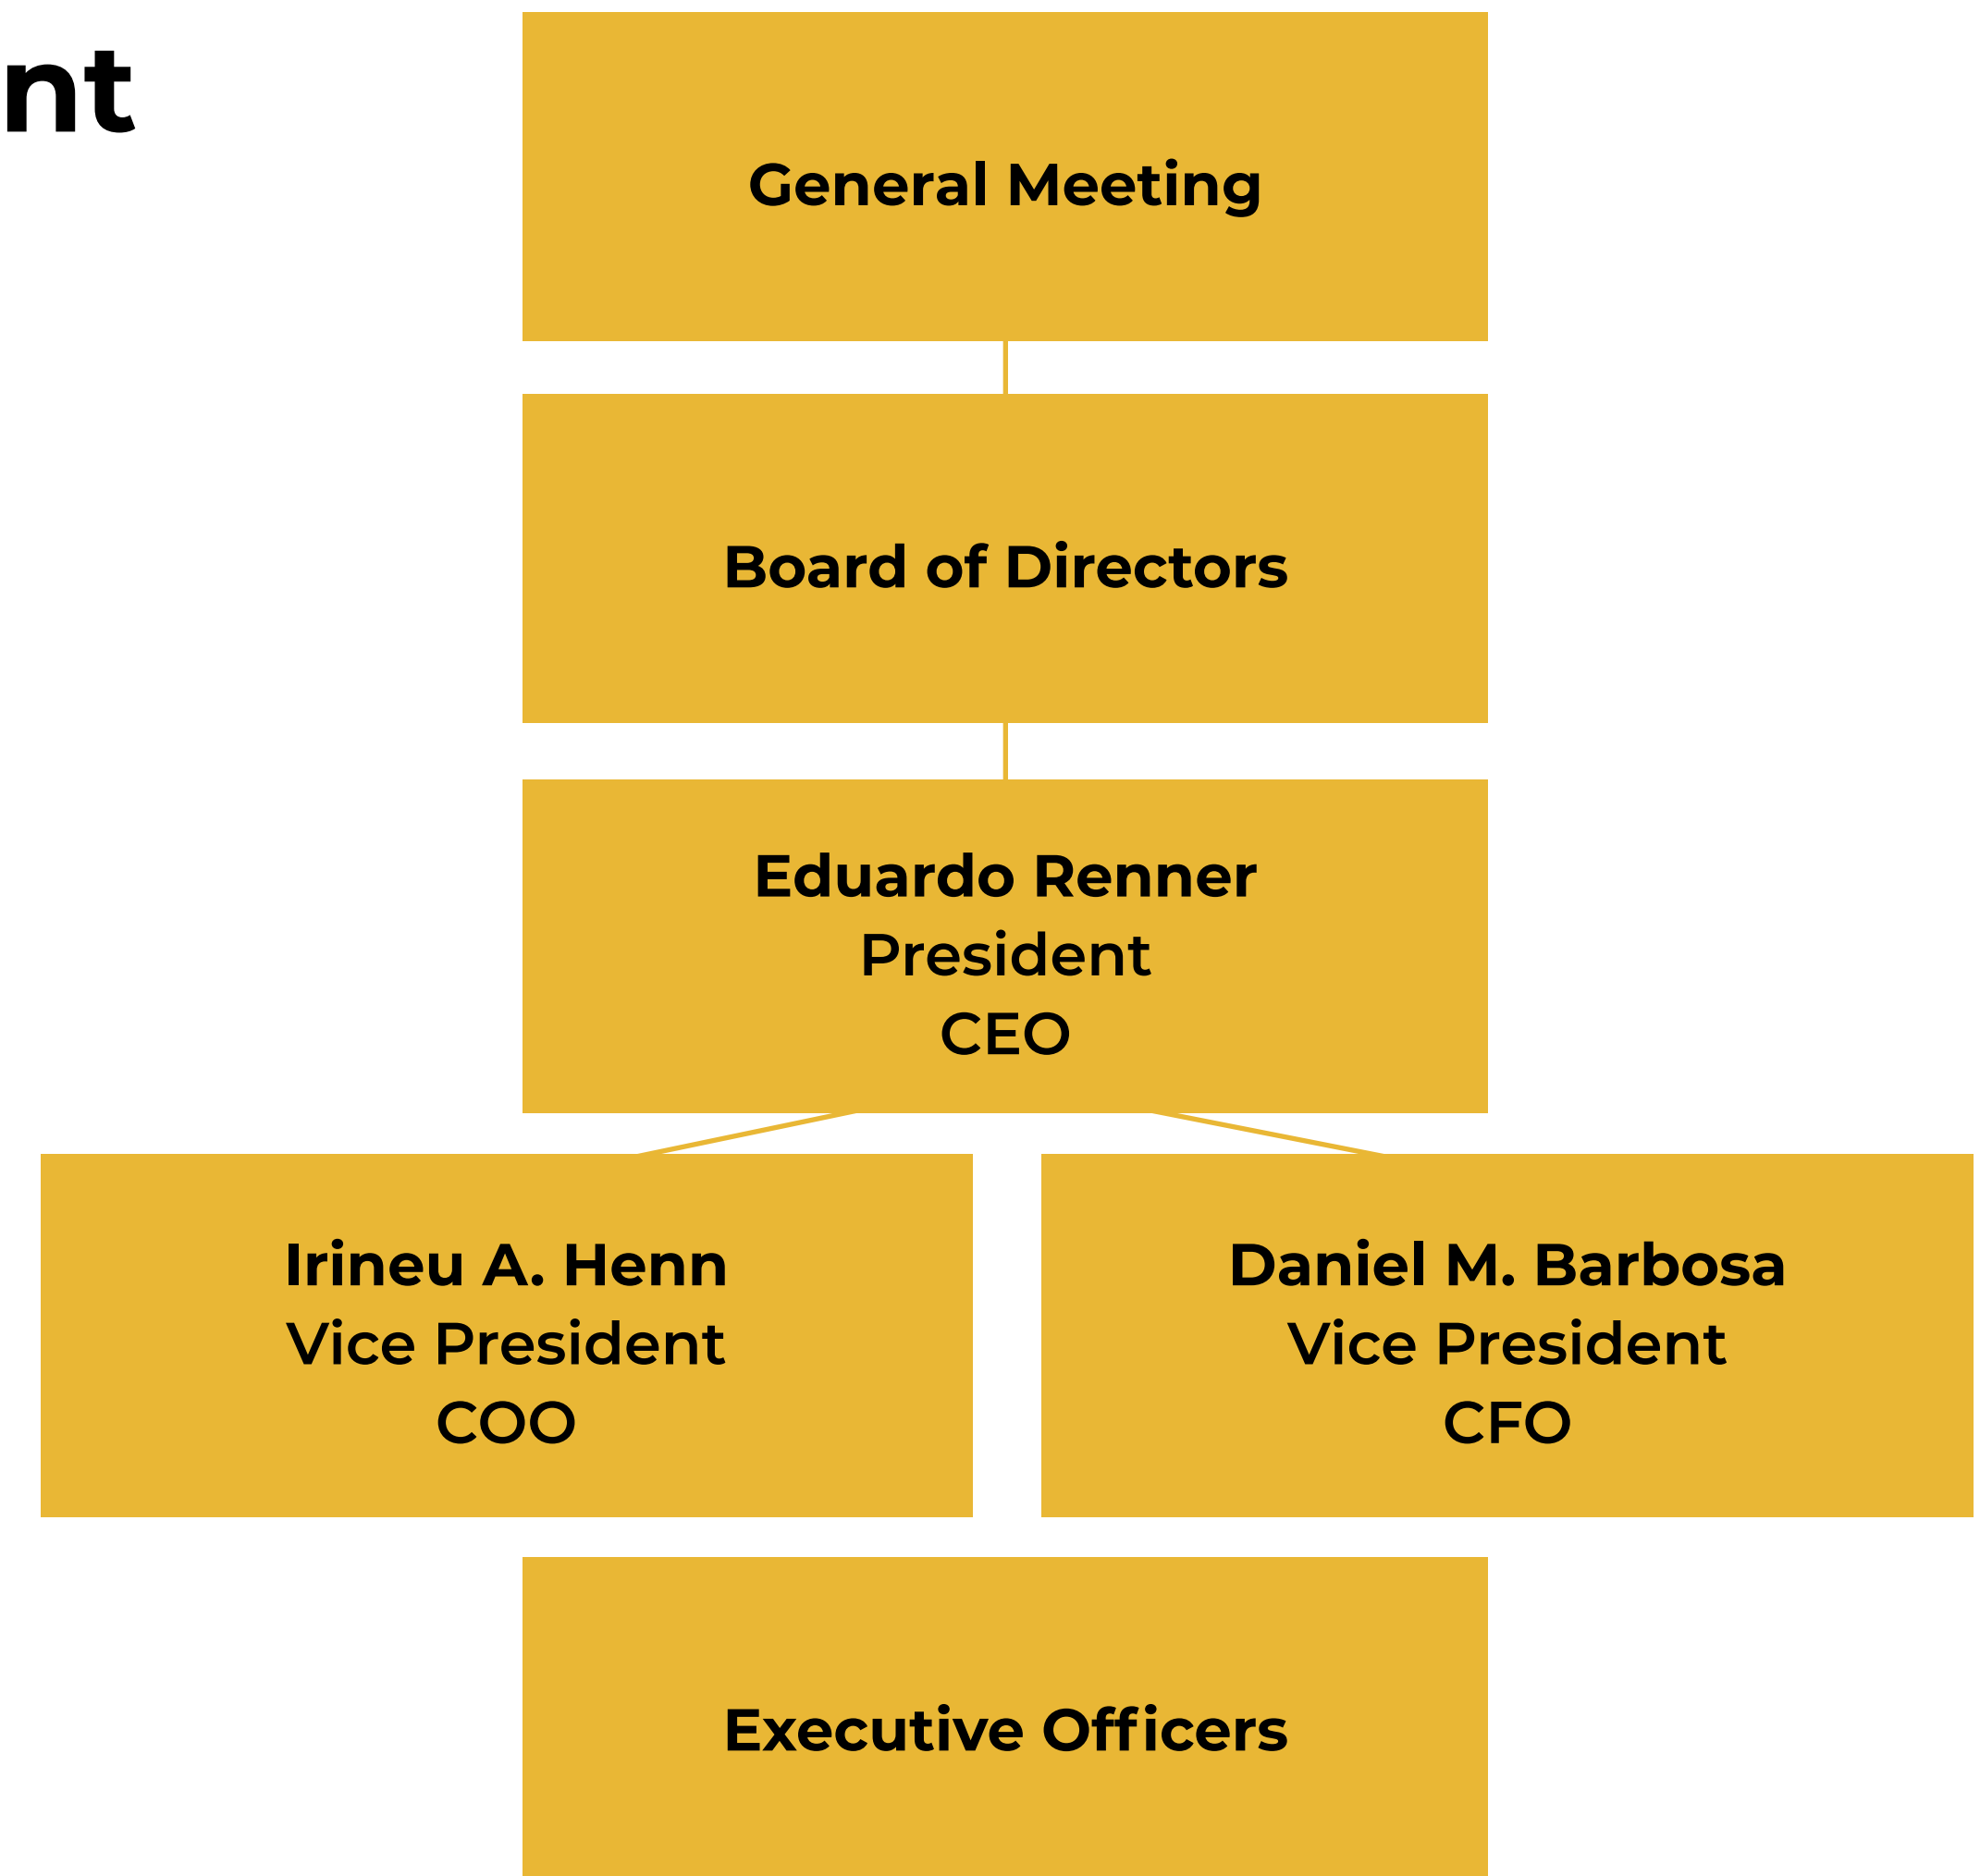 nt
General Meeting
Board of Directors
Eduardo Renner
President
CEO
Irineu A. Henn
Vice President
COO
Daniel M. Barbosa
Vice President
CFO
Executive Officers